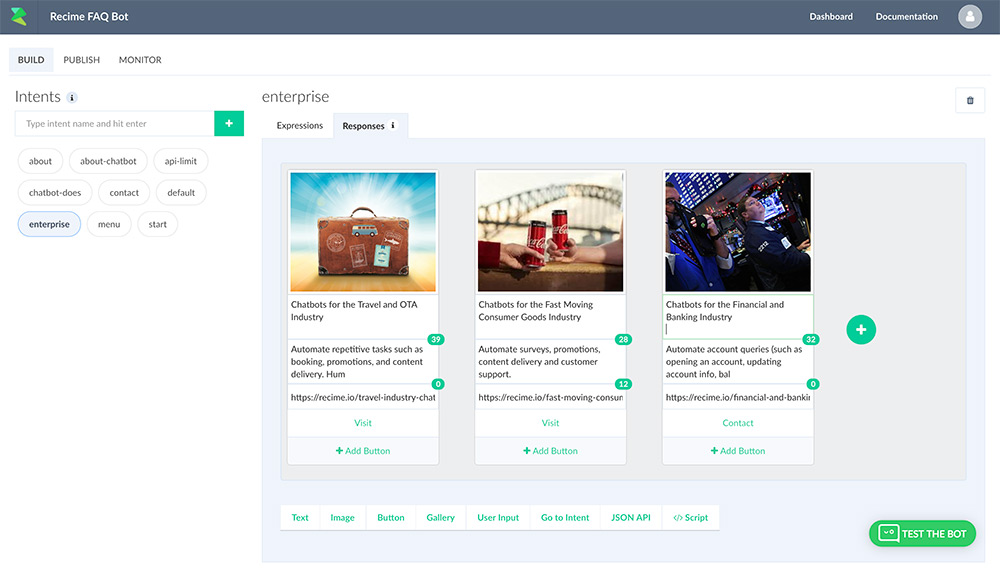 Recime FAQ Bot
Dashboard
Documentation
BUILD
PUBLISH
MONITOR
Intents
i
Type intent name and hit enter
+
about
about-chatbot
api-limit
chatbot-does
contact
default
enterprise
menu
start
enterprise
Expressions
Responses i
Chatbots for the Travel and OTA
Industry
39
Automate repetitive tasks such as
booking, promotions, and content
delivery. Hum
0
https://recime.io/travel-industry-chat
Visit
+ Add Button
Coca-Cola
Chatbots for the Fast Moving
Consumer Goods Industry
28
Automate surveys, promotions,
content delivery and customer
support.
12
https://recime.io/fast-moving-consun
Visit
+ Add Button
Chatbots for the Financial and
Banking Industry
32
Automate account queries (such as
opening an account, updating
account info, bal
0
https://recime.io/financial-and-bankin
Contact
+ Add Button
+
Text
Image
Button
Gallery
User Input
Go to Intent
JSON API
</> Script
TEST THE BOT